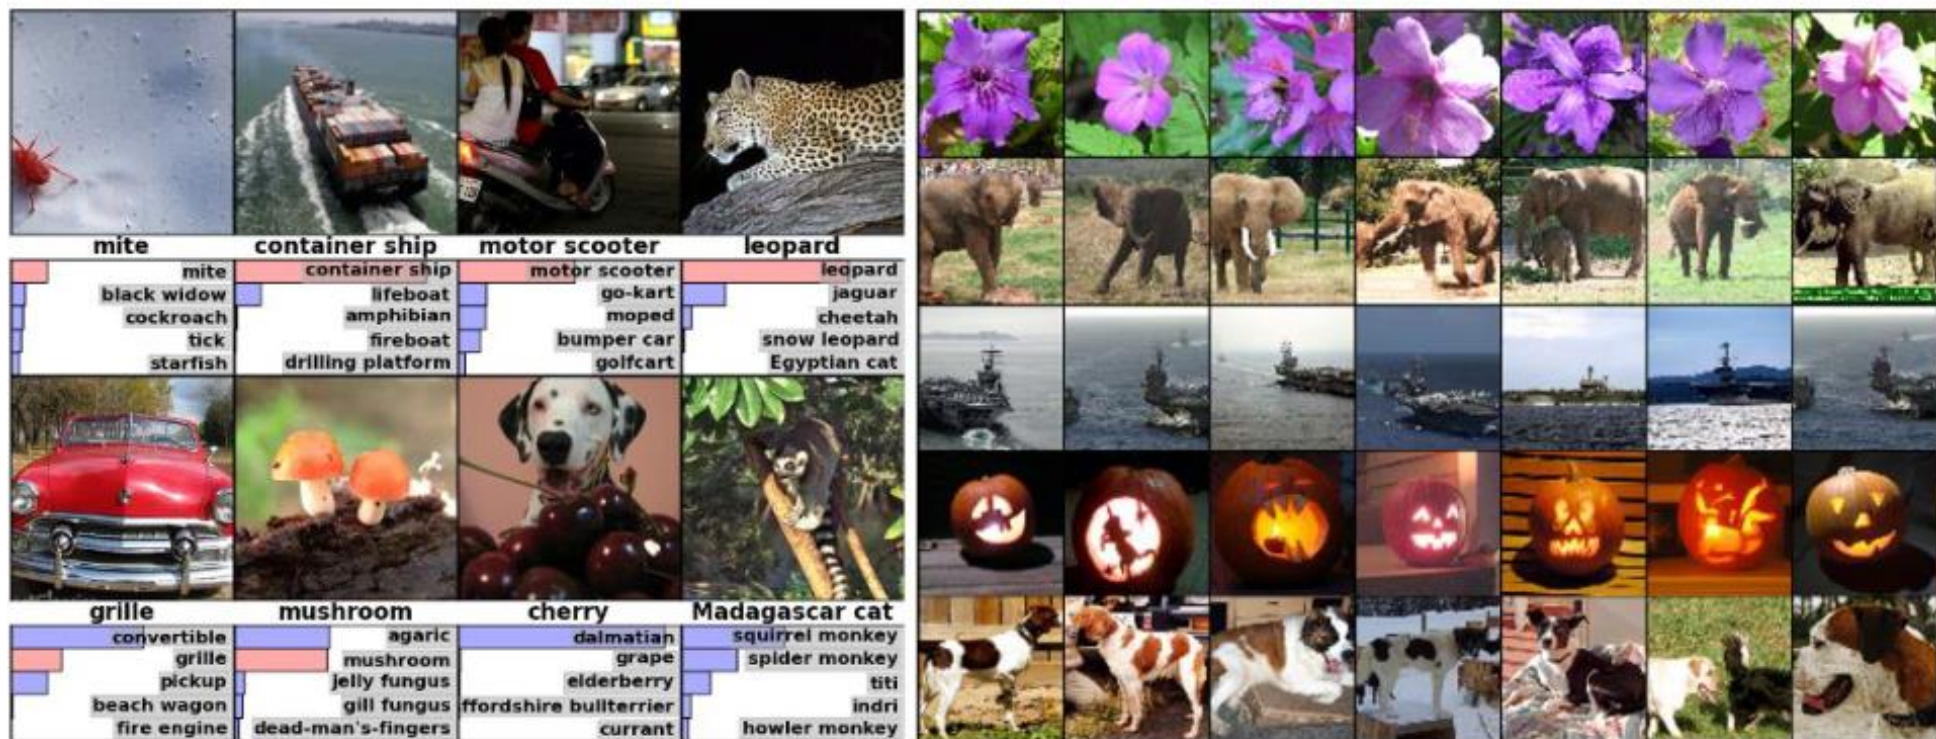 mite
container ship
motor scooter
leopard
mite
black widow
cockroach
tick
starfish
container ship
lifeboat
amphibian
fireboat
drilling platform
motor scooter
go-kart
moped
bumper car
golfcart
leopard
jaguar
cheetah
snow leopard
Egyptian cat
grille
mushroom
cherry
Madagascar cat
convertible
grille
pickup
beach wagon
fire engine
agaric
mushroom
jelly fungus
gill fungus
dead-man's-fingers
dalmatian
grape
elderberry
ffordshire bullterrier
currant
squirrel monkey
spider monkey
titi
indri
howler monkey